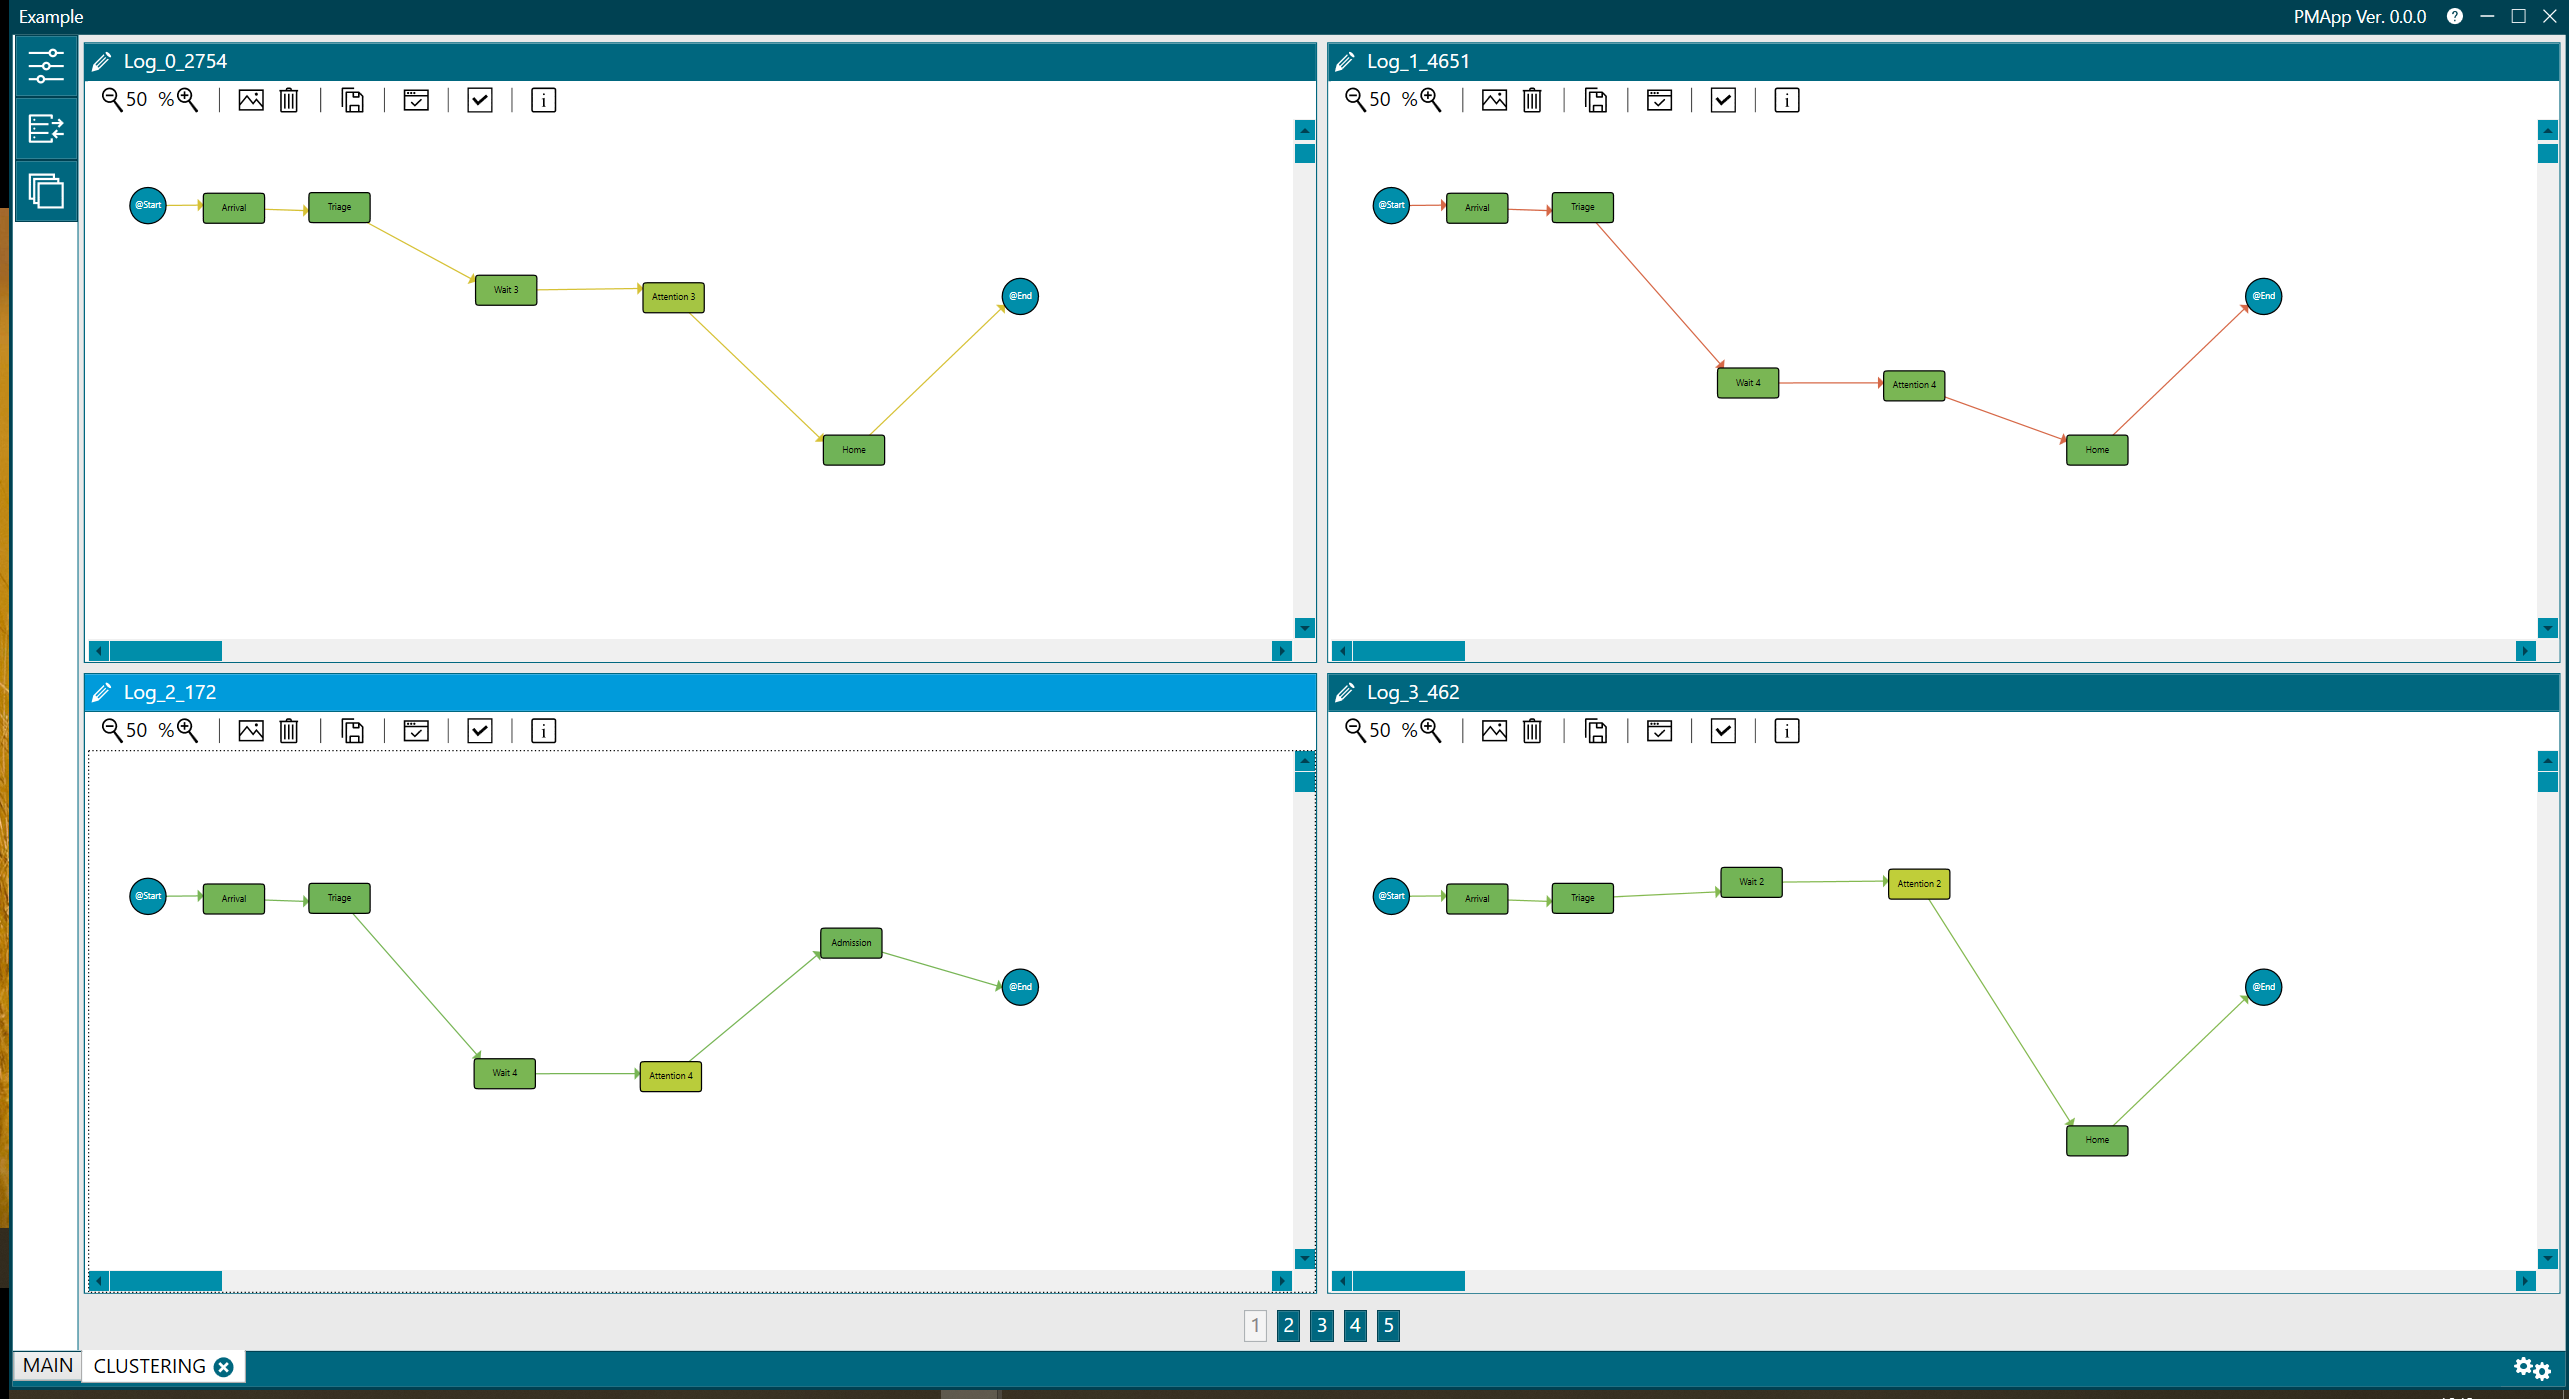 Example PMApp Ver. 0.0.0
Log_0_2754
50 %
@Start Arrival Triage
Wait 3 Attention 3 @End
Home
Log_1_4651
50 %
@Start Arrival Triage
@End
Wait 4 Attention 4
Home
Log_2_172
50 %
@Start Arrival Triage
Admission
@End
Wait 4 Attention 4
Log_3_462
50 %
Wait 2 Attention 2
@Start Arrival Triage
@End
Home
1 2 3 4 5
MAIN CLUSTERING